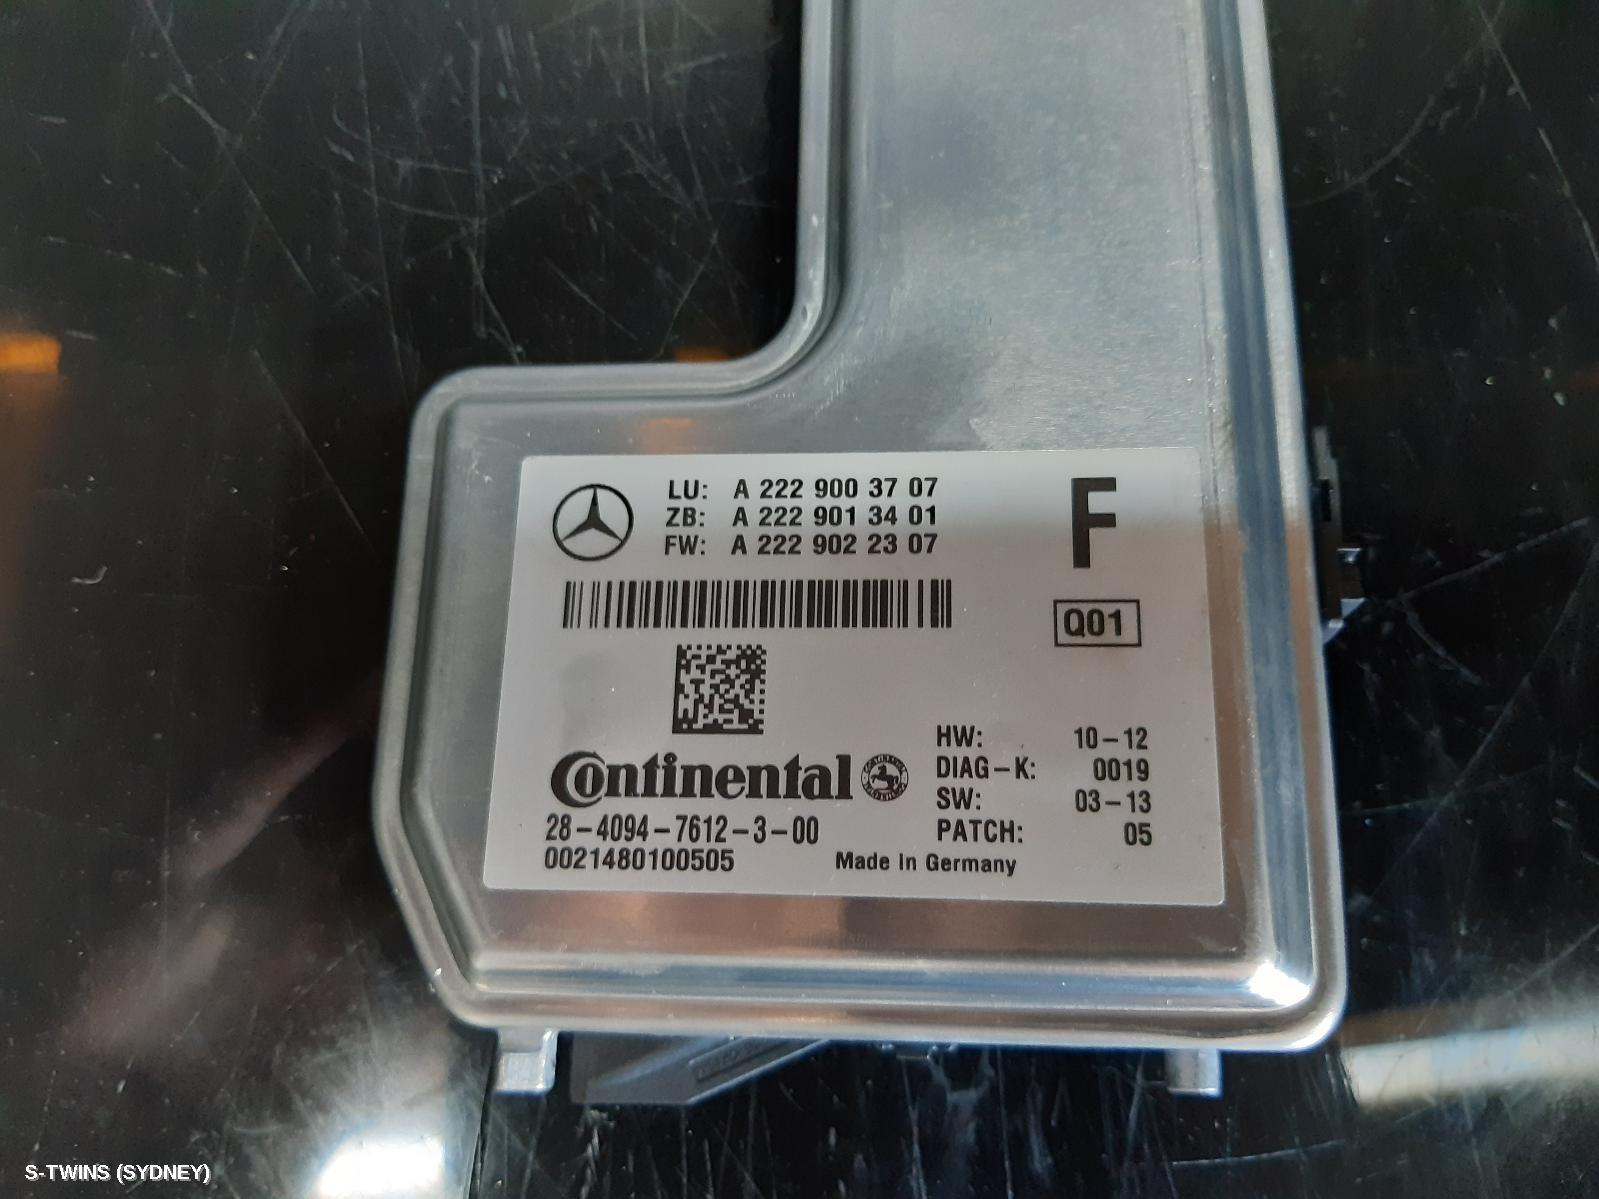 LU: A 222 900 37 07
ZB: A 222 901 34 01
FW: A 222 902 23 07
F
Q01
HW: 10-12
DIAG-K: 0019
SW: 03-13
PATCH: 05
Continental
28-4094-7612-3-00
0021480100505
Made In Germany
S-TWINS (SYDNEY)